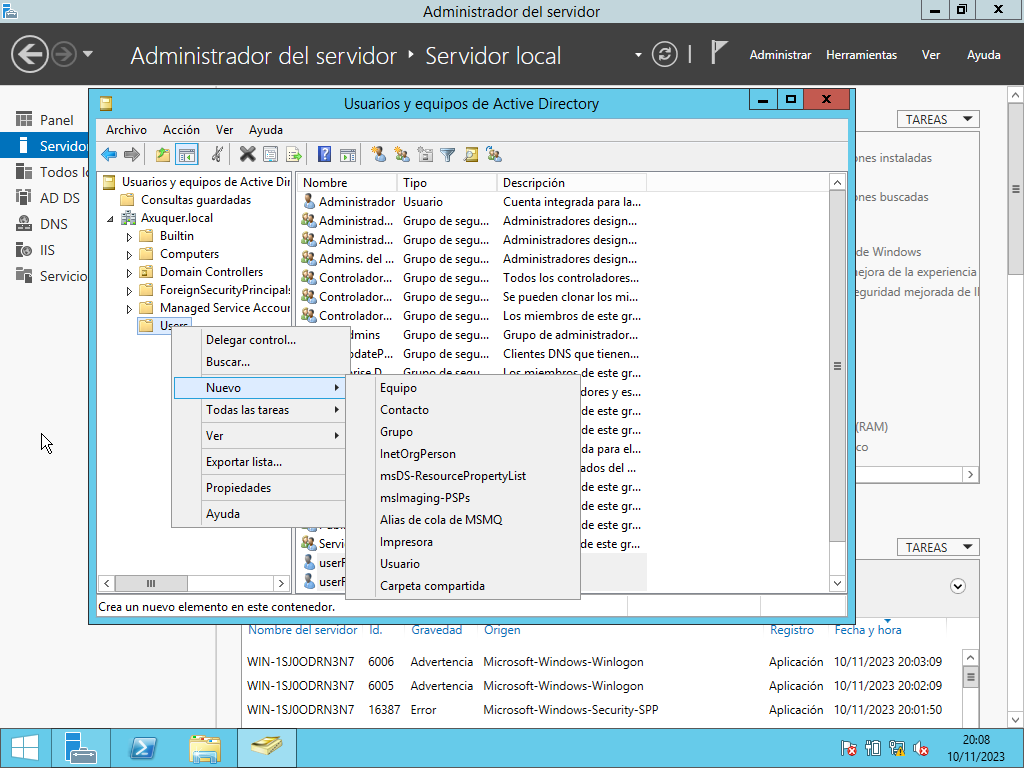 Administrador del servidor
Administrador del servidor ‣ Servidor local
Administrar Herramientas Ver Ayuda
Panel
Servidor
Todos
AD DS
DNS
IIS
Servicio
TAREAS
ones instaladas
ones buscadas
de Windows
ejora de la experiencia
eguridad mejorada de
(RAM)
co
TAREAS
Usuarios y equipos de Active Directory
Archivo Acción Ver Ayuda
Usuarios y equipos de Active Dir
Consultas guardadas
Axuquer.local
Builtin
Computers
Domain Controllers
ForeignSecurityPrincipals
Managed Service Accour
Users
Nombre Tipo Descripción
Administrador Usuario Cuenta integrada para la...
Administrad... Grupo de segu... Administradores design...
Administrad... Grupo de segu... Administradores design...
Admins. del ... Grupo de segu... Administradores design...
Controlador... Grupo de segu... Todos los controladores...
Controlador... Grupo de segu... Se pueden clonar los mi...
Controlador... Grupo de segu... Los miembros de este gr...
dmins Grupo de segu... Grupo de administrador...
pdateP... Grupo de segu... Clientes DNS que tienen...
Grupo de segu... Los miembros de este gr...
dores y es...
de este gr...
de este gr...
da para el...
ados del ...
de este gr...
de este gr...
de este gr...
Servi de este gr...
userF
userF
Delegar control...
Buscar...
Nuevo
Todas las tareas
Ver
Exportar lista...
Propiedades
Ayuda
Equipo
Contacto
Grupo
InetOrgPerson
msDS-ResourcePropertyList
msImaging-PSPs
Alias de cola de MSMQ
Impresora
Usuario
Carpeta compartida
Crea un nuevo elemento en este contenedor.
Nombre del servidor Id. Gravedad Origen Registro Fecha y hora
WIN-1SJ0ODRN3N7 6006 Advertencia Microsoft-Windows-Winlogon Aplicación 10/11/2023 20:03:09
WIN-1SJ0ODRN3N7 6005 Advertencia Microsoft-Windows-Winlogon Aplicación 10/11/2023 20:02:09
WIN-1SJ0ODRN3N7 16387 Error Microsoft-Windows-Security-SPP Aplicación 10/11/2023 20:01:50
20:08
10/11/2023